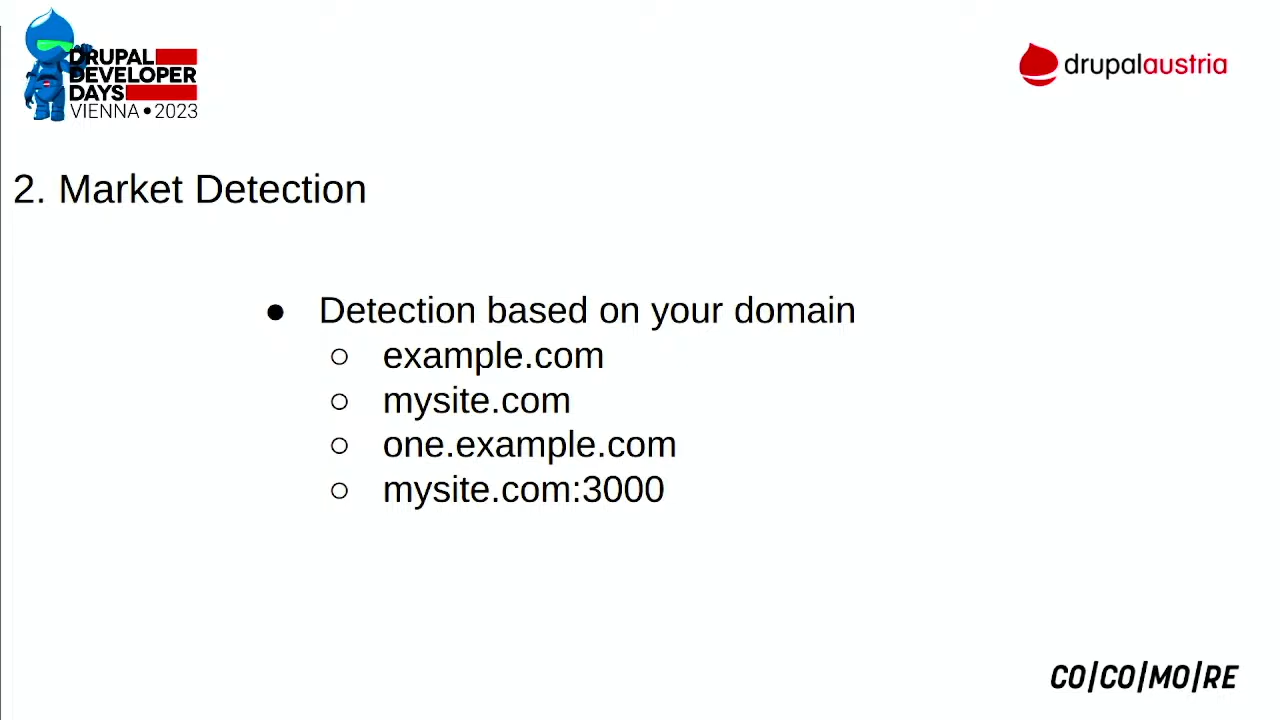 DRUPAL
DEVELOPER
DAYS
VIENNA • 2023
drupalaustria
2. Market Detection
● Detection based on your domain
○ example.com
○ mysite.com
○ one.example.com
○ mysite.com:3000
CO|CO|MO|RE